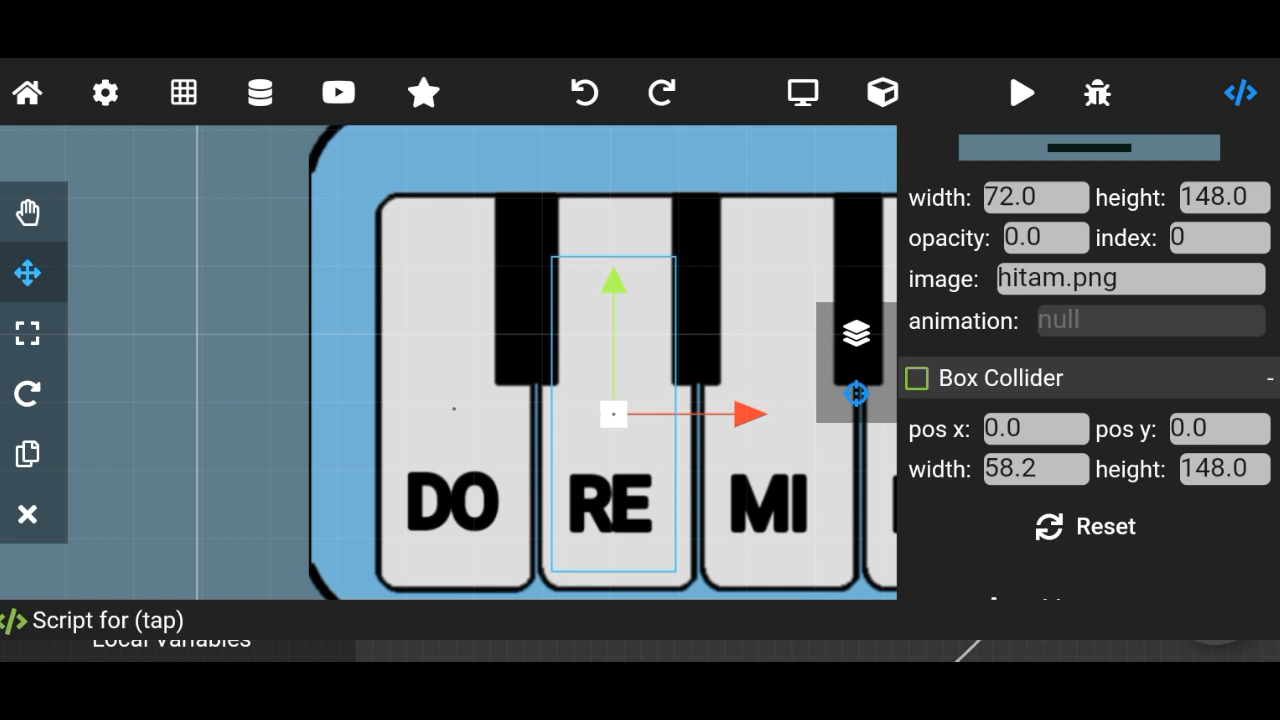 width: 72.0 height: 148.0
opacity: 0.0 index: 0
image: hitam.png
animation: null
Box Collider -
pos x: 0.0 pos y: 0.0
width: 58.2 height: 148.0
Reset
DO RE MI
Script for (tap)
Local Variables